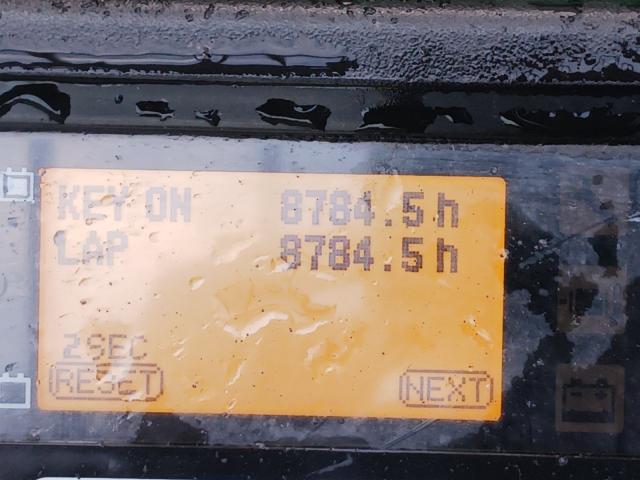 KEY ON 8784.5h
LAP 8784.5h
2SEC
RESET NEXT